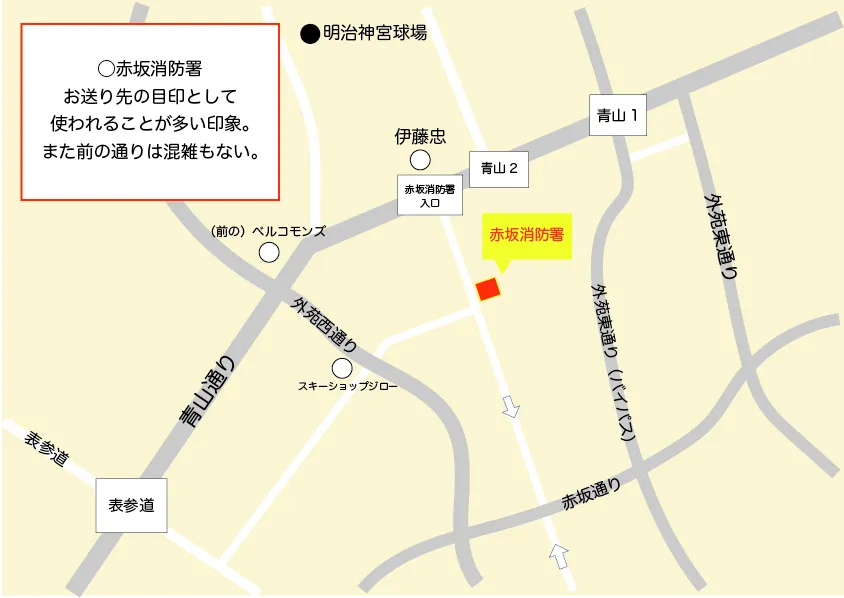 明治神宮球場
○赤坂消防署
お送り先の目印として
使われることが多い印象。
また前の通りは混雑もない。
青山1
伊藤忠
青山2
赤坂消防署
入口
外苑東通り
(前の)ベルコモンズ
赤坂消防署
外苑西通り
外苑東通り(バイパス)
スキーショップジロー
青山通り
表参道
表参道
赤坂通り